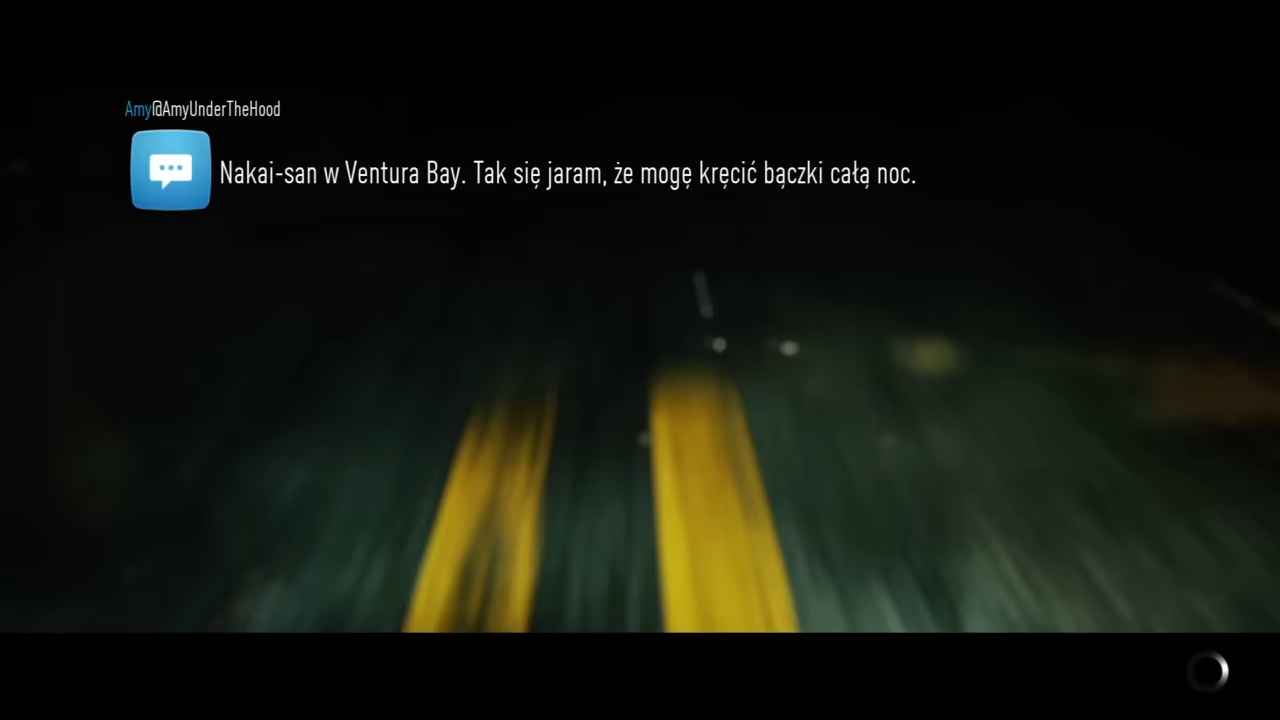 Amy@AmyUnderTheHood
Nakai-san w Ventura Bay. Tak się jaram, że mogę kręcić bączki całą noc.